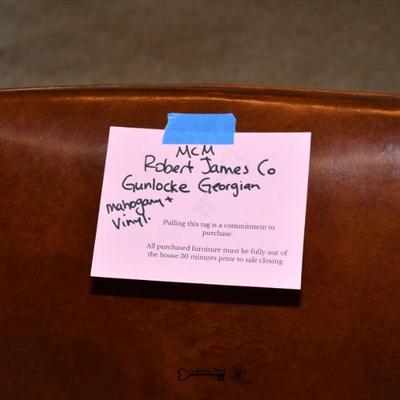 McM
Robert James Co
Gunlocke Georgian
mahogany +
Vinyl.
Pulling this tag is a commitment to
purchase.
All purchased furniture must be fully out of
the house 30 minutes prior to sale closing.